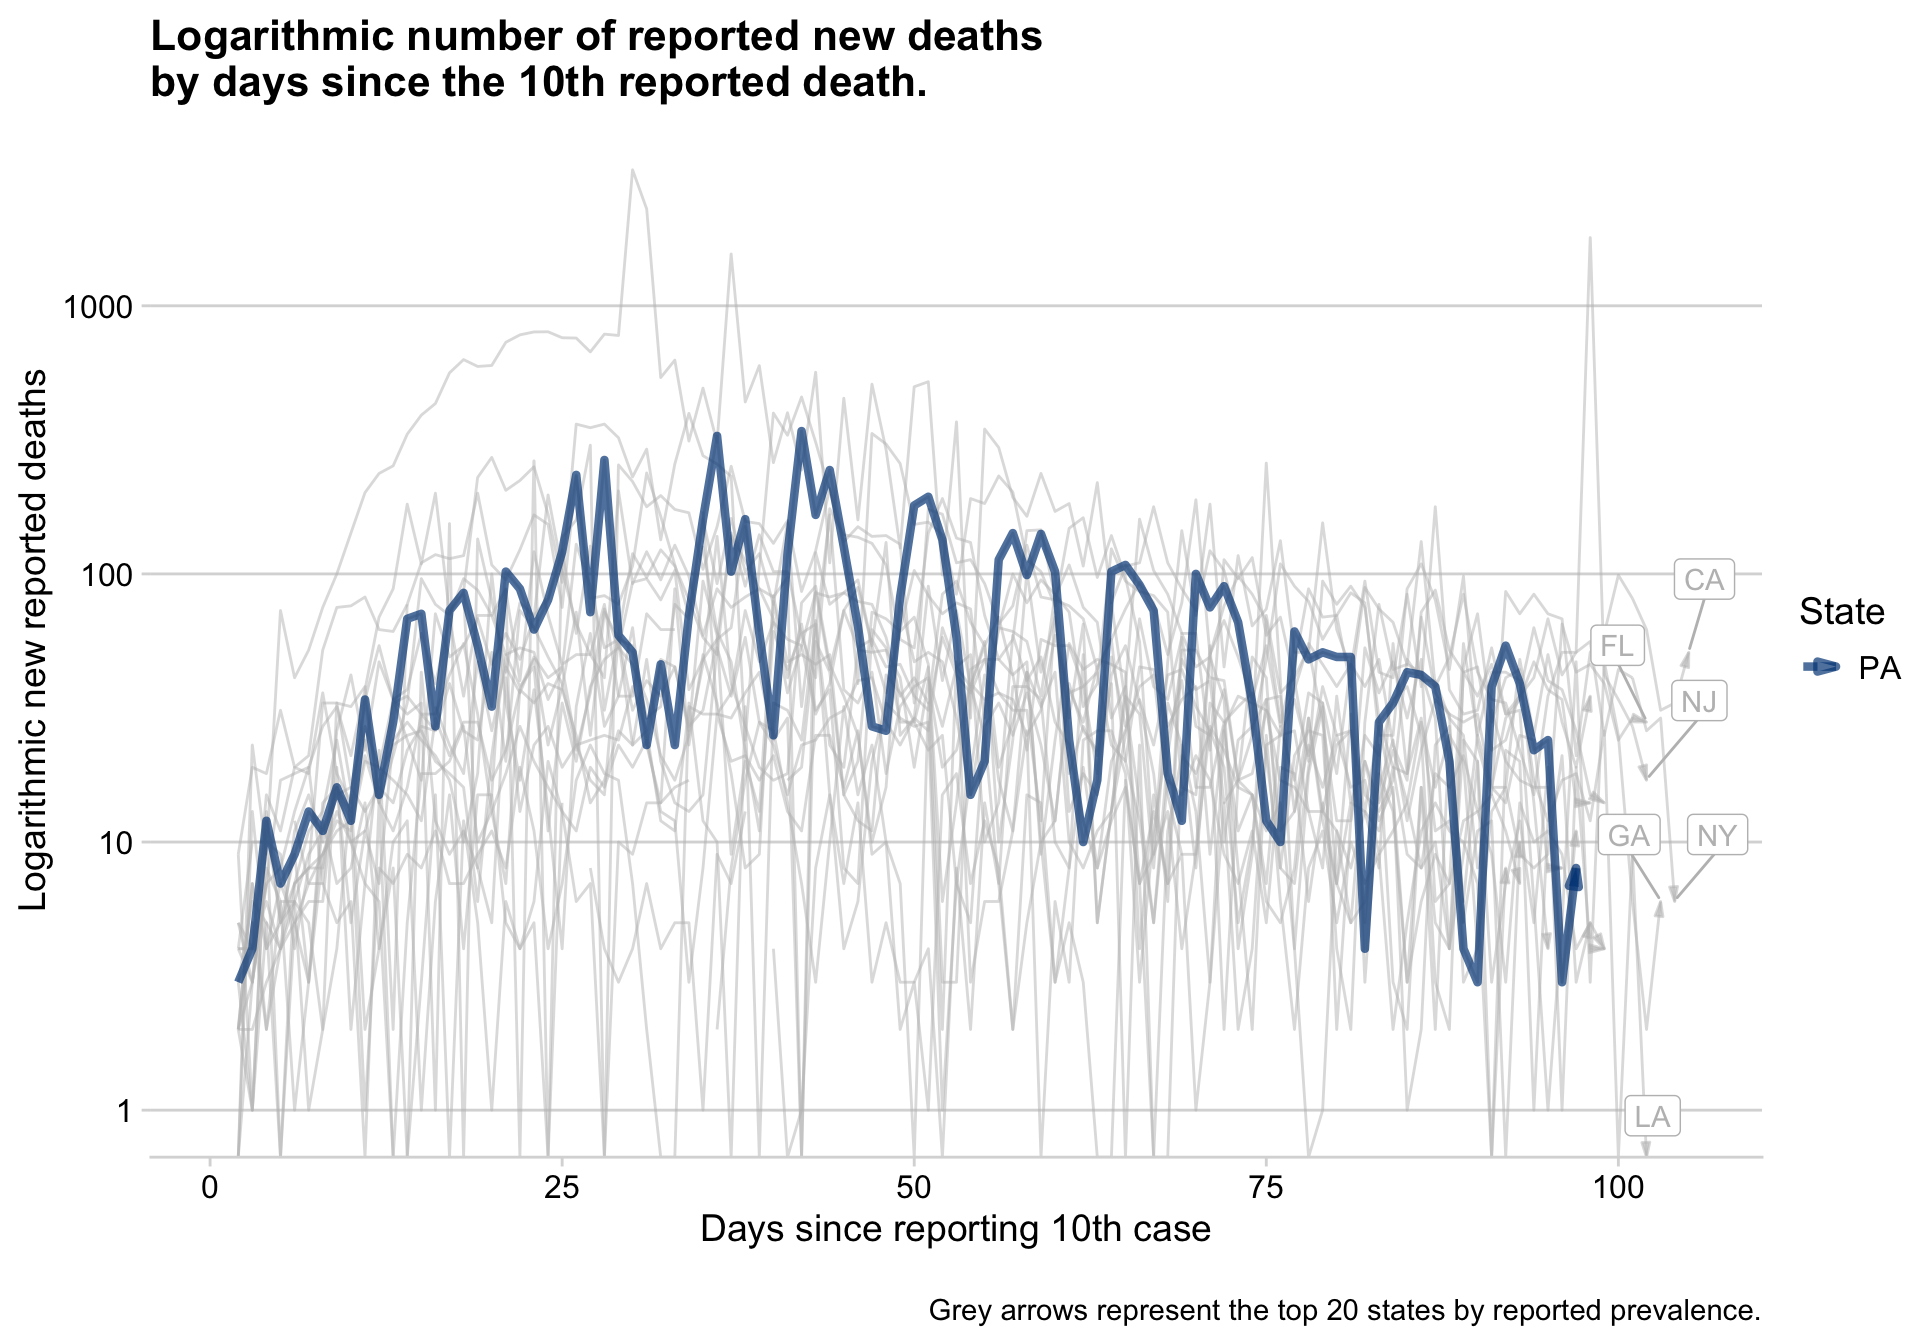 Logarithmic number of reported new deaths
by days since the 10th reported death.
Logarithmic new reported deaths
1000
100
10
1
CA
FL
NJ
GA
NY
LA
State
PA
0
25
50
75
100
Days since reporting 10th case
Grey arrows represent the top 20 states by reported prevalence.